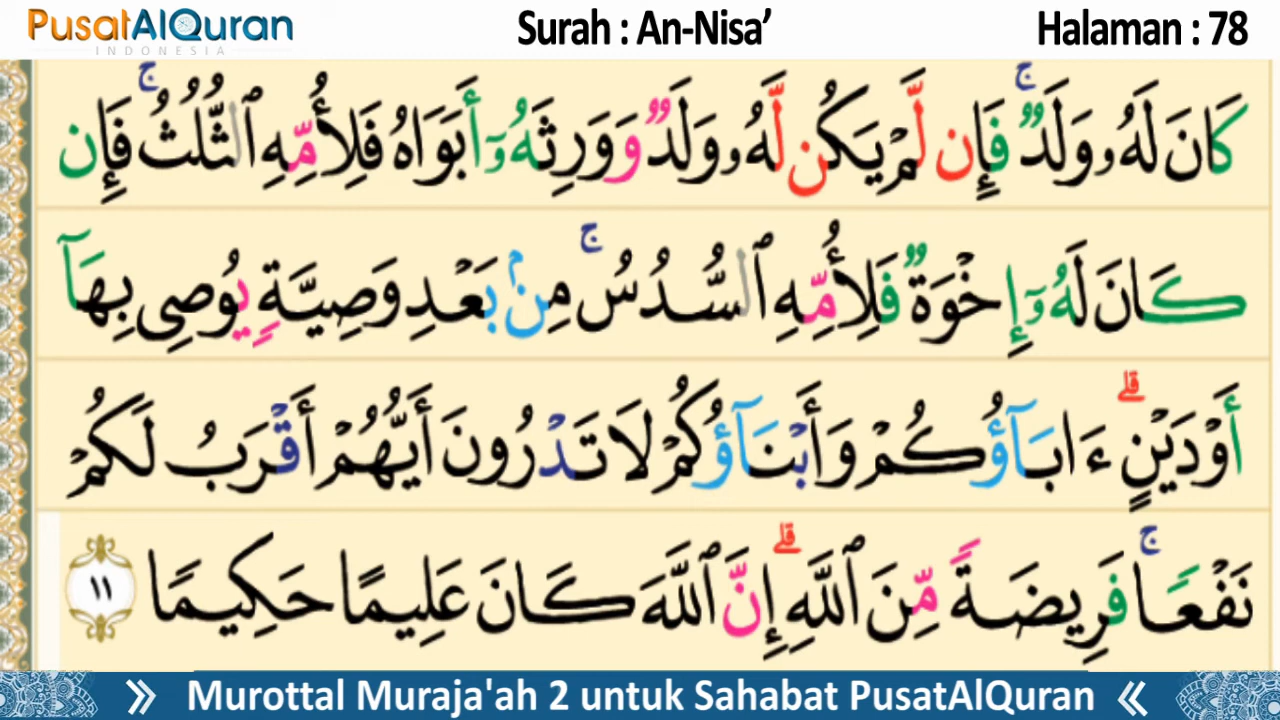 PusatAlQuran
INDONESIA
Surah : An-Nisa’
Halaman : 78
كَانَ لَهُۥ وَلَدٌۚ فَإِن لَّمْ يَكُن لَّهُۥ وَلَدٌ وَوَرِثَهُۥٓ أَبَوَاهُ فَلِأُمِّهِ ٱلثُّلُثُۚ فَإِن
كَانَ لَهُۥٓ إِخْوَةٌ فَلِأُمِّهِ ٱلسُّدُسُۚ مِنۢ بَعْدِ وَصِيَّةٍ يُوصِى بِهَآ
أَوْ دَيْنٍۗ ءَابَآؤُكُمْ وَأَبْنَآؤُكُمْ لَا تَدْرُونَ أَيُّهُمْ أَقْرَبُ لَكُمْ
نَفْعًاۚ فَرِيضَةً مِّنَ ٱللَّهِۗ إِنَّ ٱللَّهَ كَانَ عَلِيمًا حَكِيمًا ١١
» Murottal Muraja'ah 2 untuk Sahabat PusatAlQuran «